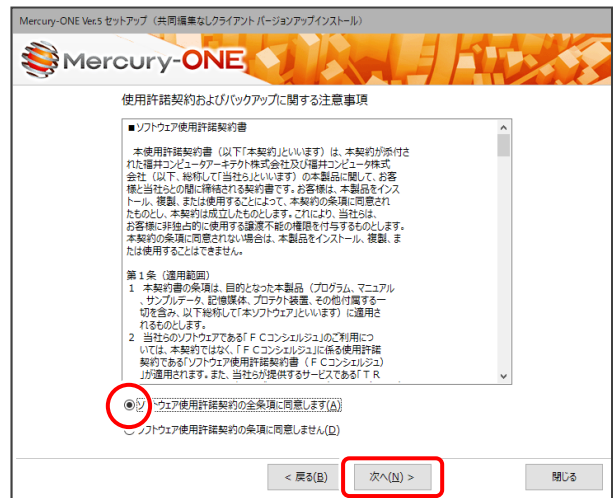 Mercury-ONE Ver.5 セットアップ（共同編集なしクライアント バージョンアップインストール）
Mercury-ONE
使用許諾契約およびバックアップに関する注意事項
■ソフトウェア使用許諾契約書
本使用許諾契約書（以下「本契約」といいます）は、本契約が添付さ
れた福井コンピュータアーキテクト株式会社及び福井コンピュータ株式
会社（以下、総称して「当社ら」といいます）の本製品に関して、お客
様と当社らとの間に締結される契約書です。お客様は、本製品をインス
トール、複製、または使用することによって、本契約の条項に同意され
たものとし、本契約は成立したものとします。これにより、当社らは、
お客様に非独占的に使用する譲渡不能の権限を付与するものとします。
本契約の条項に同意されない場合は、本製品をインストール、複製、ま
たは使用することはできません。
第１条（適用範囲）
１ 本契約書の条項は、目的となった本製品（プログラム、マニュアル
、サンプルデータ、記憶媒体、プロテクト装置、その他付属する一
切を含み、以下総称して「本ソフトウェア」といいます）に適用さ
れるものとします。
２ 当社らのソフトウェアである「ＦＣコンシェルジュ」のご利用につ
いては、本契約ではなく、「ＦＣコンシェルジュに係る使用許諾
契約である「ソフトウェア使用許諾契約書（ＦＣコンシェルジュ）
」が適用されます。また、当社らが提供するサービスである「ＴＲ
ソフトウェア使用許諾契約の全条項に同意します(A)
ソフトウェア使用許諾契約の条項に同意しません(D)
< 戻る(B)
次へ(N) >
閉じる